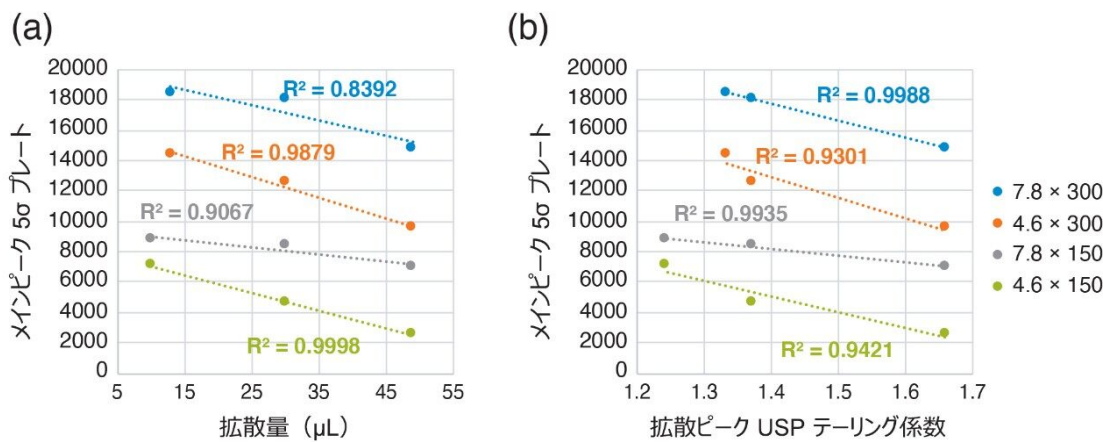 (a)
メインピーク 5σ プレート
20000
18000
16000
14000
12000
10000
8000
6000
4000
2000
0
R² = 0.8392
R² = 0.9879
R² = 0.9067
R² = 0.9998
5 15 25 35 45 55
拡散量（μL）
(b)
メインピーク 5σ プレート
20000
18000
16000
14000
12000
10000
8000
6000
4000
2000
0
R² = 0.9988
R² = 0.9301
R² = 0.9935
R² = 0.9421
1.2 1.3 1.4 1.5 1.6 1.7
拡散ピーク USP テーリング係数
7.8 × 300
4.6 × 300
7.8 × 150
4.6 × 150